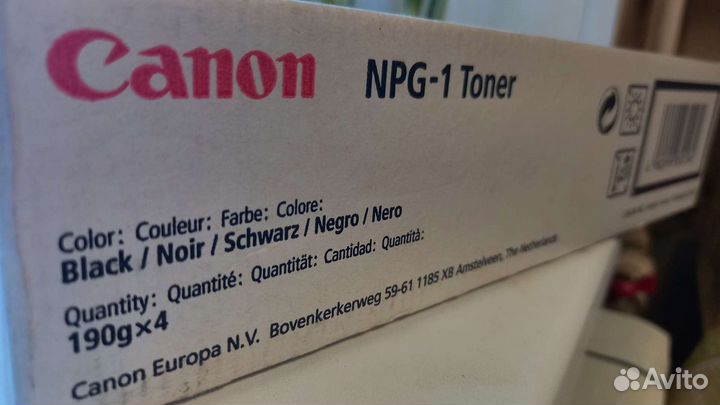 Canon NPG-1 Toner
Color: Couleur: Farbe: Colore:
Black / Noir / Schwarz / Negro / Nero
Quantity: Quantité: Quantität: Cantidad: Quantità:
190g×4
Canon Europa N.V. Bovenkerkerweg 59-61 1185 XB Amstelveen, The Netherlands
Avito